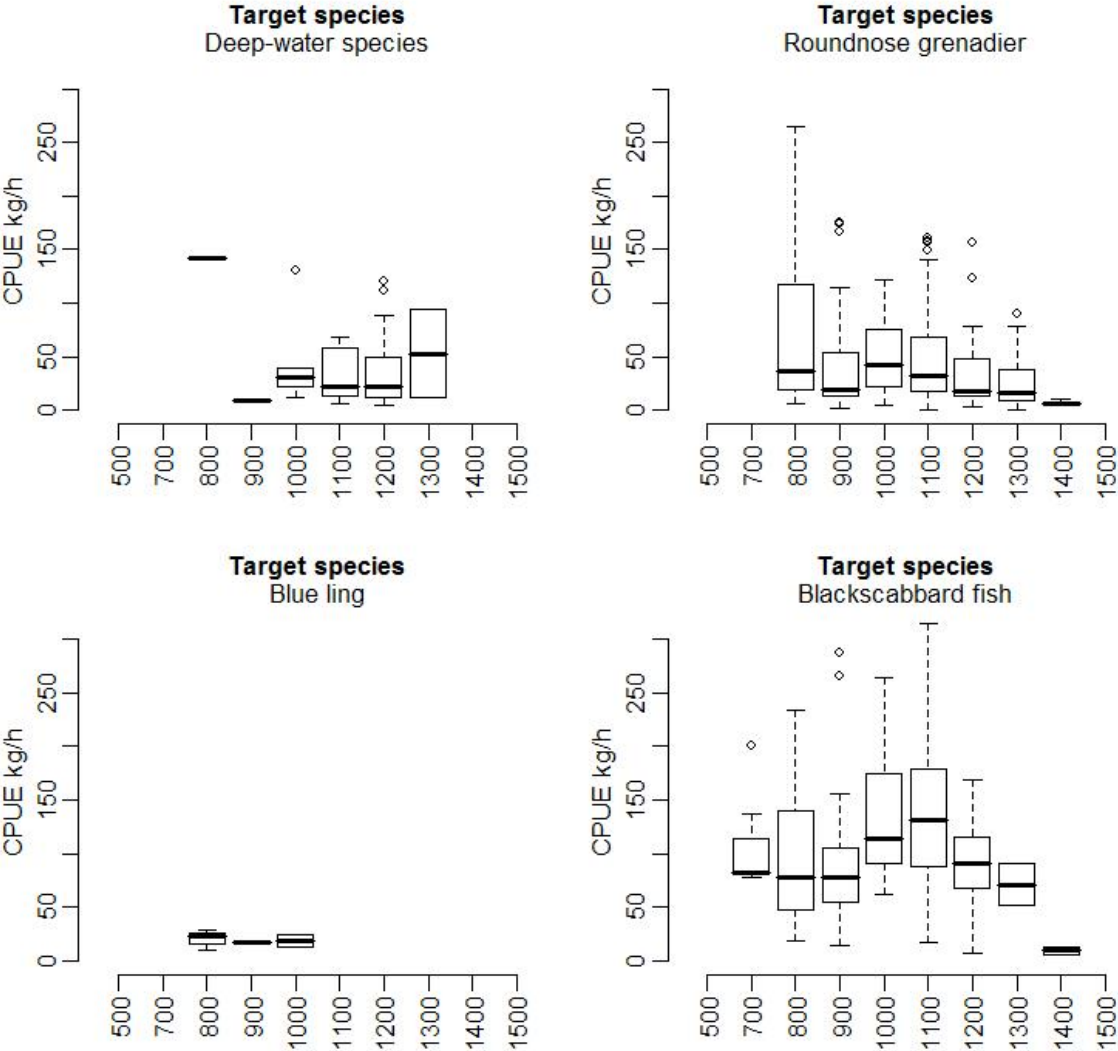 Target species
Deep-water species
CPUE kg/h
250
150
50
0
500 700 800 900 1000 1100 1200 1300 1400 1500
Target species
Roundnose grenadier
CPUE kg/h
250
150
50
0
500 700 800 900 1000 1100 1200 1300 1400 1500
Target species
Blue ling
CPUE kg/h
250
150
50
0
500 700 800 900 1000 1100 1200 1300 1400 1500
Target species
Blackscabbard fish
CPUE kg/h
250
150
50
0
500 700 800 900 1000 1100 1200 1300 1400 1500